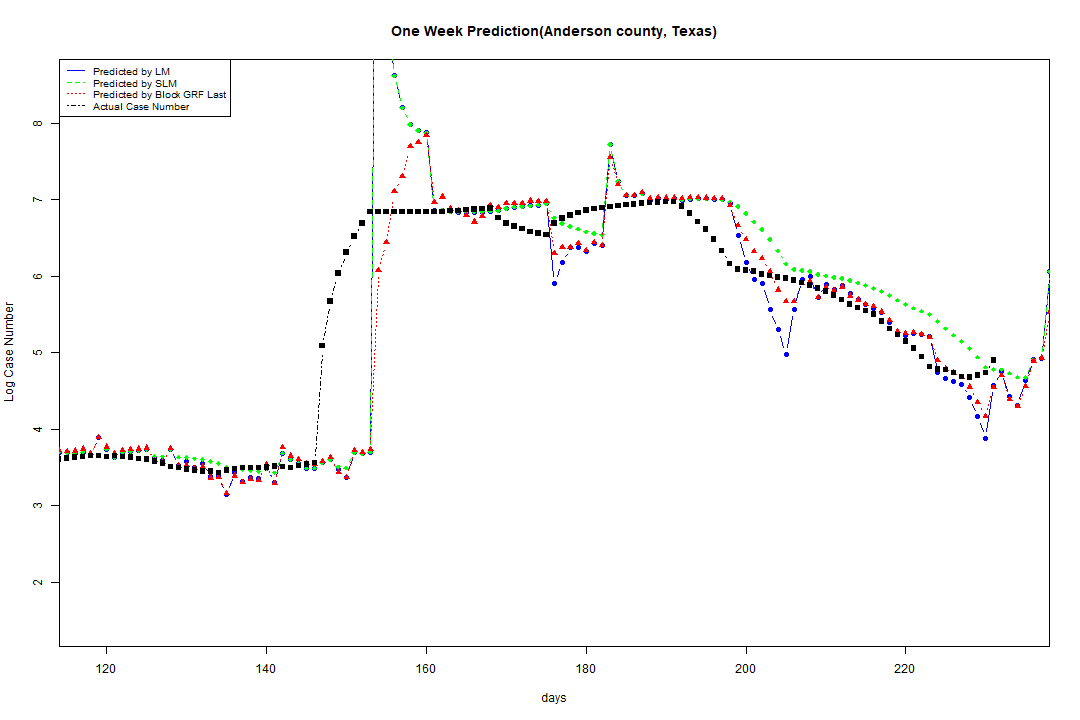 One Week Prediction(Anderson county, Texas)
Predicted by LM
Predicted by SLM
Predicted by Block GRF Last
Actual Case Number
Log Case Number
8
7
6
5
4
3
2
120 140 160 180 200 220
days